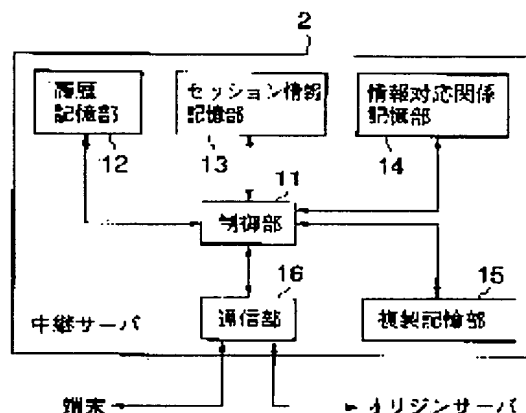 2
履歴
記憶部
12
セッション情報
記憶部
13
情報対応関係
記憶部
14
11
制御部
16
通信部
15
複製記憶部
中継サーバ
端末
オリジンサーバ